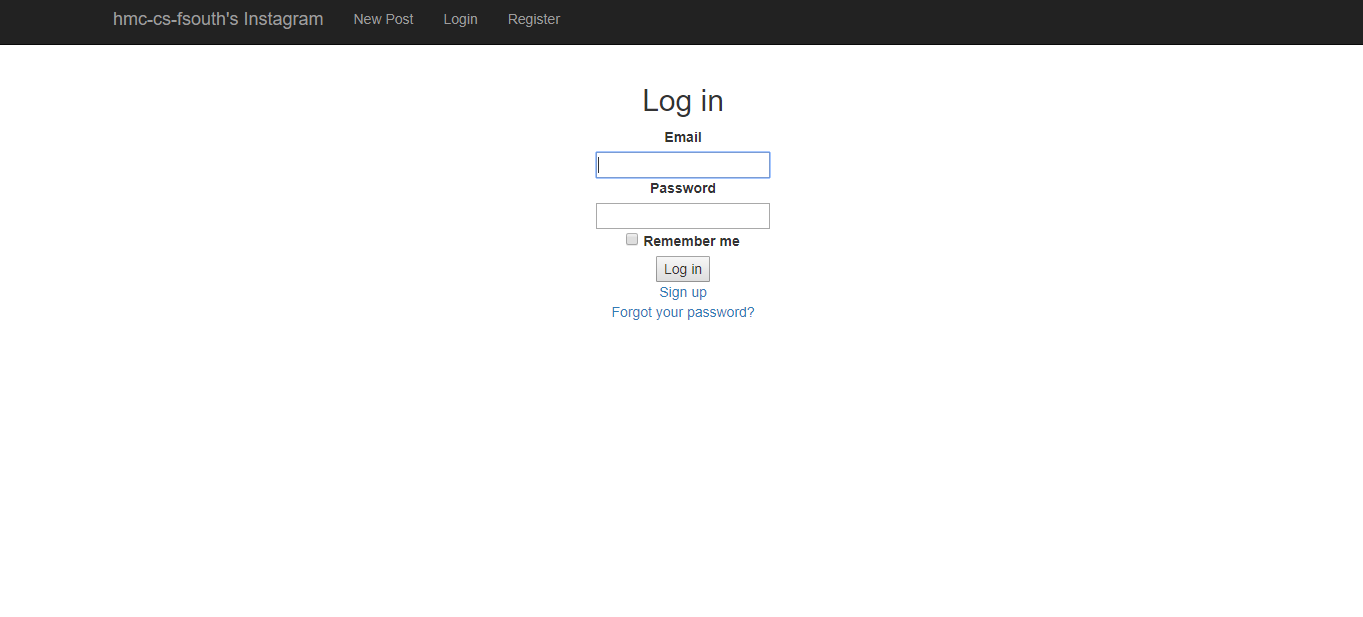 hmc-cs-fsouth's Instagram New Post Login Register
Log in
Email
Password
Remember me
Log in
Sign up
Forgot your password?